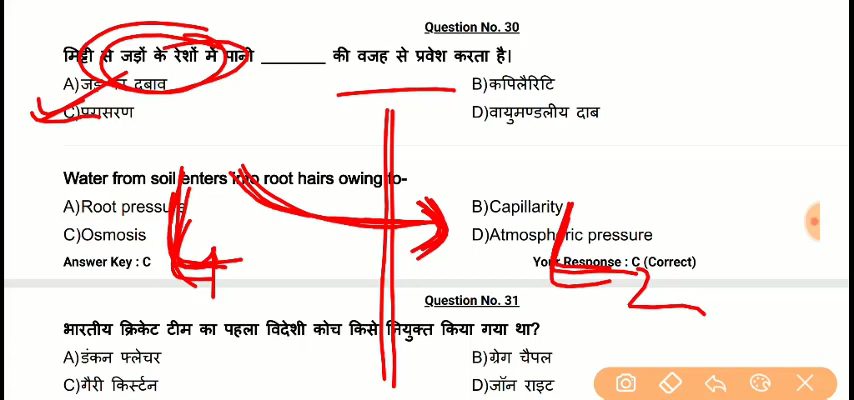 Question No. 30
मिट्टी से जड़ों के रेशों में पानी _______ की वजह से प्रवेश करता है।
A)जड़ का दबाव B)कपिलैरिटि
C)परासरण D)वायुमण्डलीय दाब
Water from soil enters into root hairs owing to-
A)Root pressure B)Capillarity
C)Osmosis D)Atmospheric pressure
Answer Key : C Your Response : C (Correct)
Question No. 31
भारतीय क्रिकेट टीम का पहला विदेशी कोच किसे नियुक्त किया गया था?
A)डंकन फ्लेचर B)ग्रेग चैपल
C)गैरी किर्स्टन D)जॉन राइट